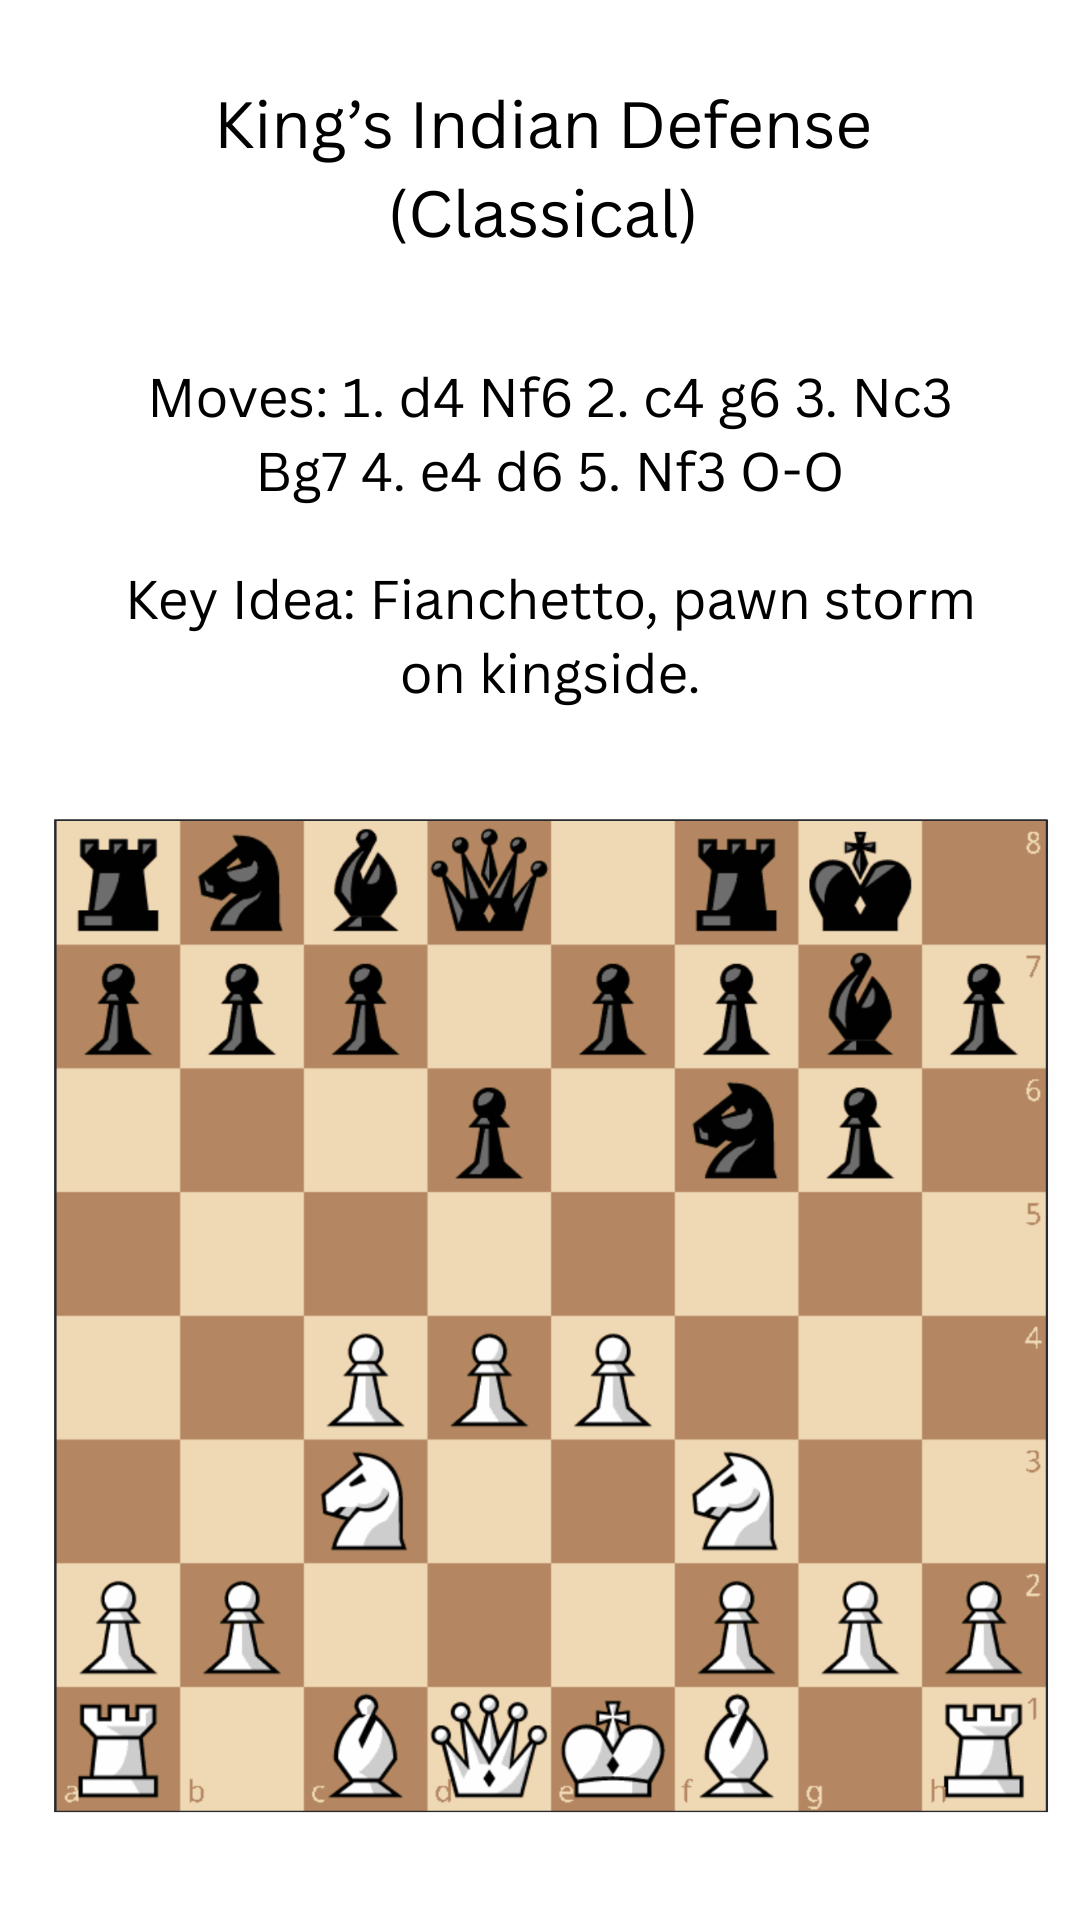 King’s Indian Defense
(Classical)
Moves: 1. d4 Nf6 2. c4 g6 3. Nc3
Bg7 4. e4 d6 5. Nf3 O-O
Key Idea: Fianchetto, pawn storm
on kingside.
8
7
6
5
4
3
2
1
a b c d e f g h